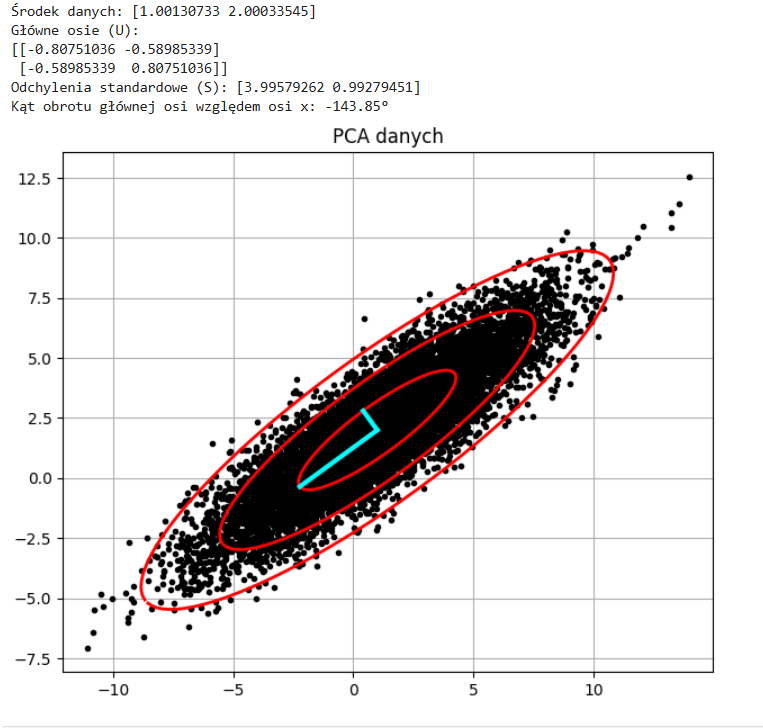 Środek danych: [1.00130733 2.00033545]
Główne osie (U):
[[-0.80751036 -0.58985339]
 [-0.58985339  0.80751036]]
Odchylenia standardowe (S): [3.99579262 0.99279451]
Kąt obrotu głównej osi względem osi x: -143.85°
PCA danych
12.5
10.0
7.5
5.0
2.5
0.0
−2.5
−5.0
−7.5
−10 −5 0 5 10